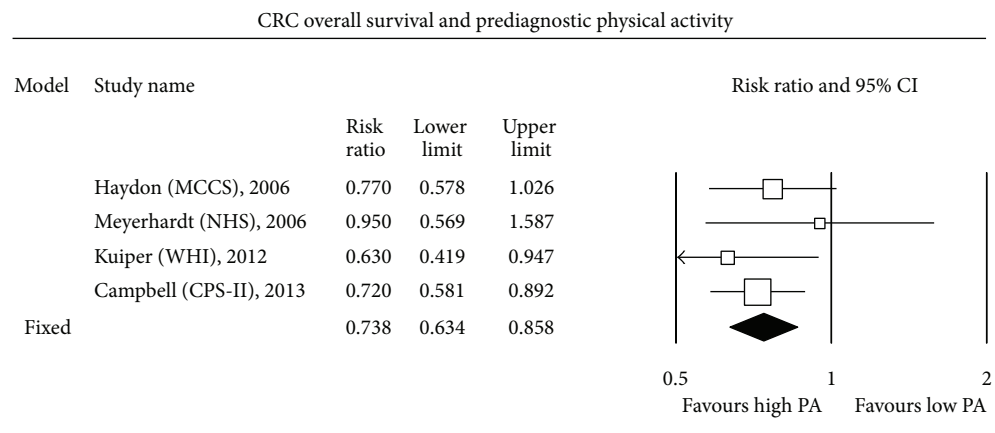 CRC overall survival and prediagnostic physical activity
Model Study name Risk ratio and 95% CI
Risk ratio Lower limit Upper limit
Haydon (MCCS), 2006 0.770 0.578 1.026
Meyerhardt (NHS), 2006 0.950 0.569 1.587
Kuiper (WHI), 2012 0.630 0.419 0.947
Campbell (CPS-II), 2013 0.720 0.581 0.892
Fixed 0.738 0.634 0.858
0.5 1 2
Favours high PA Favours low PA